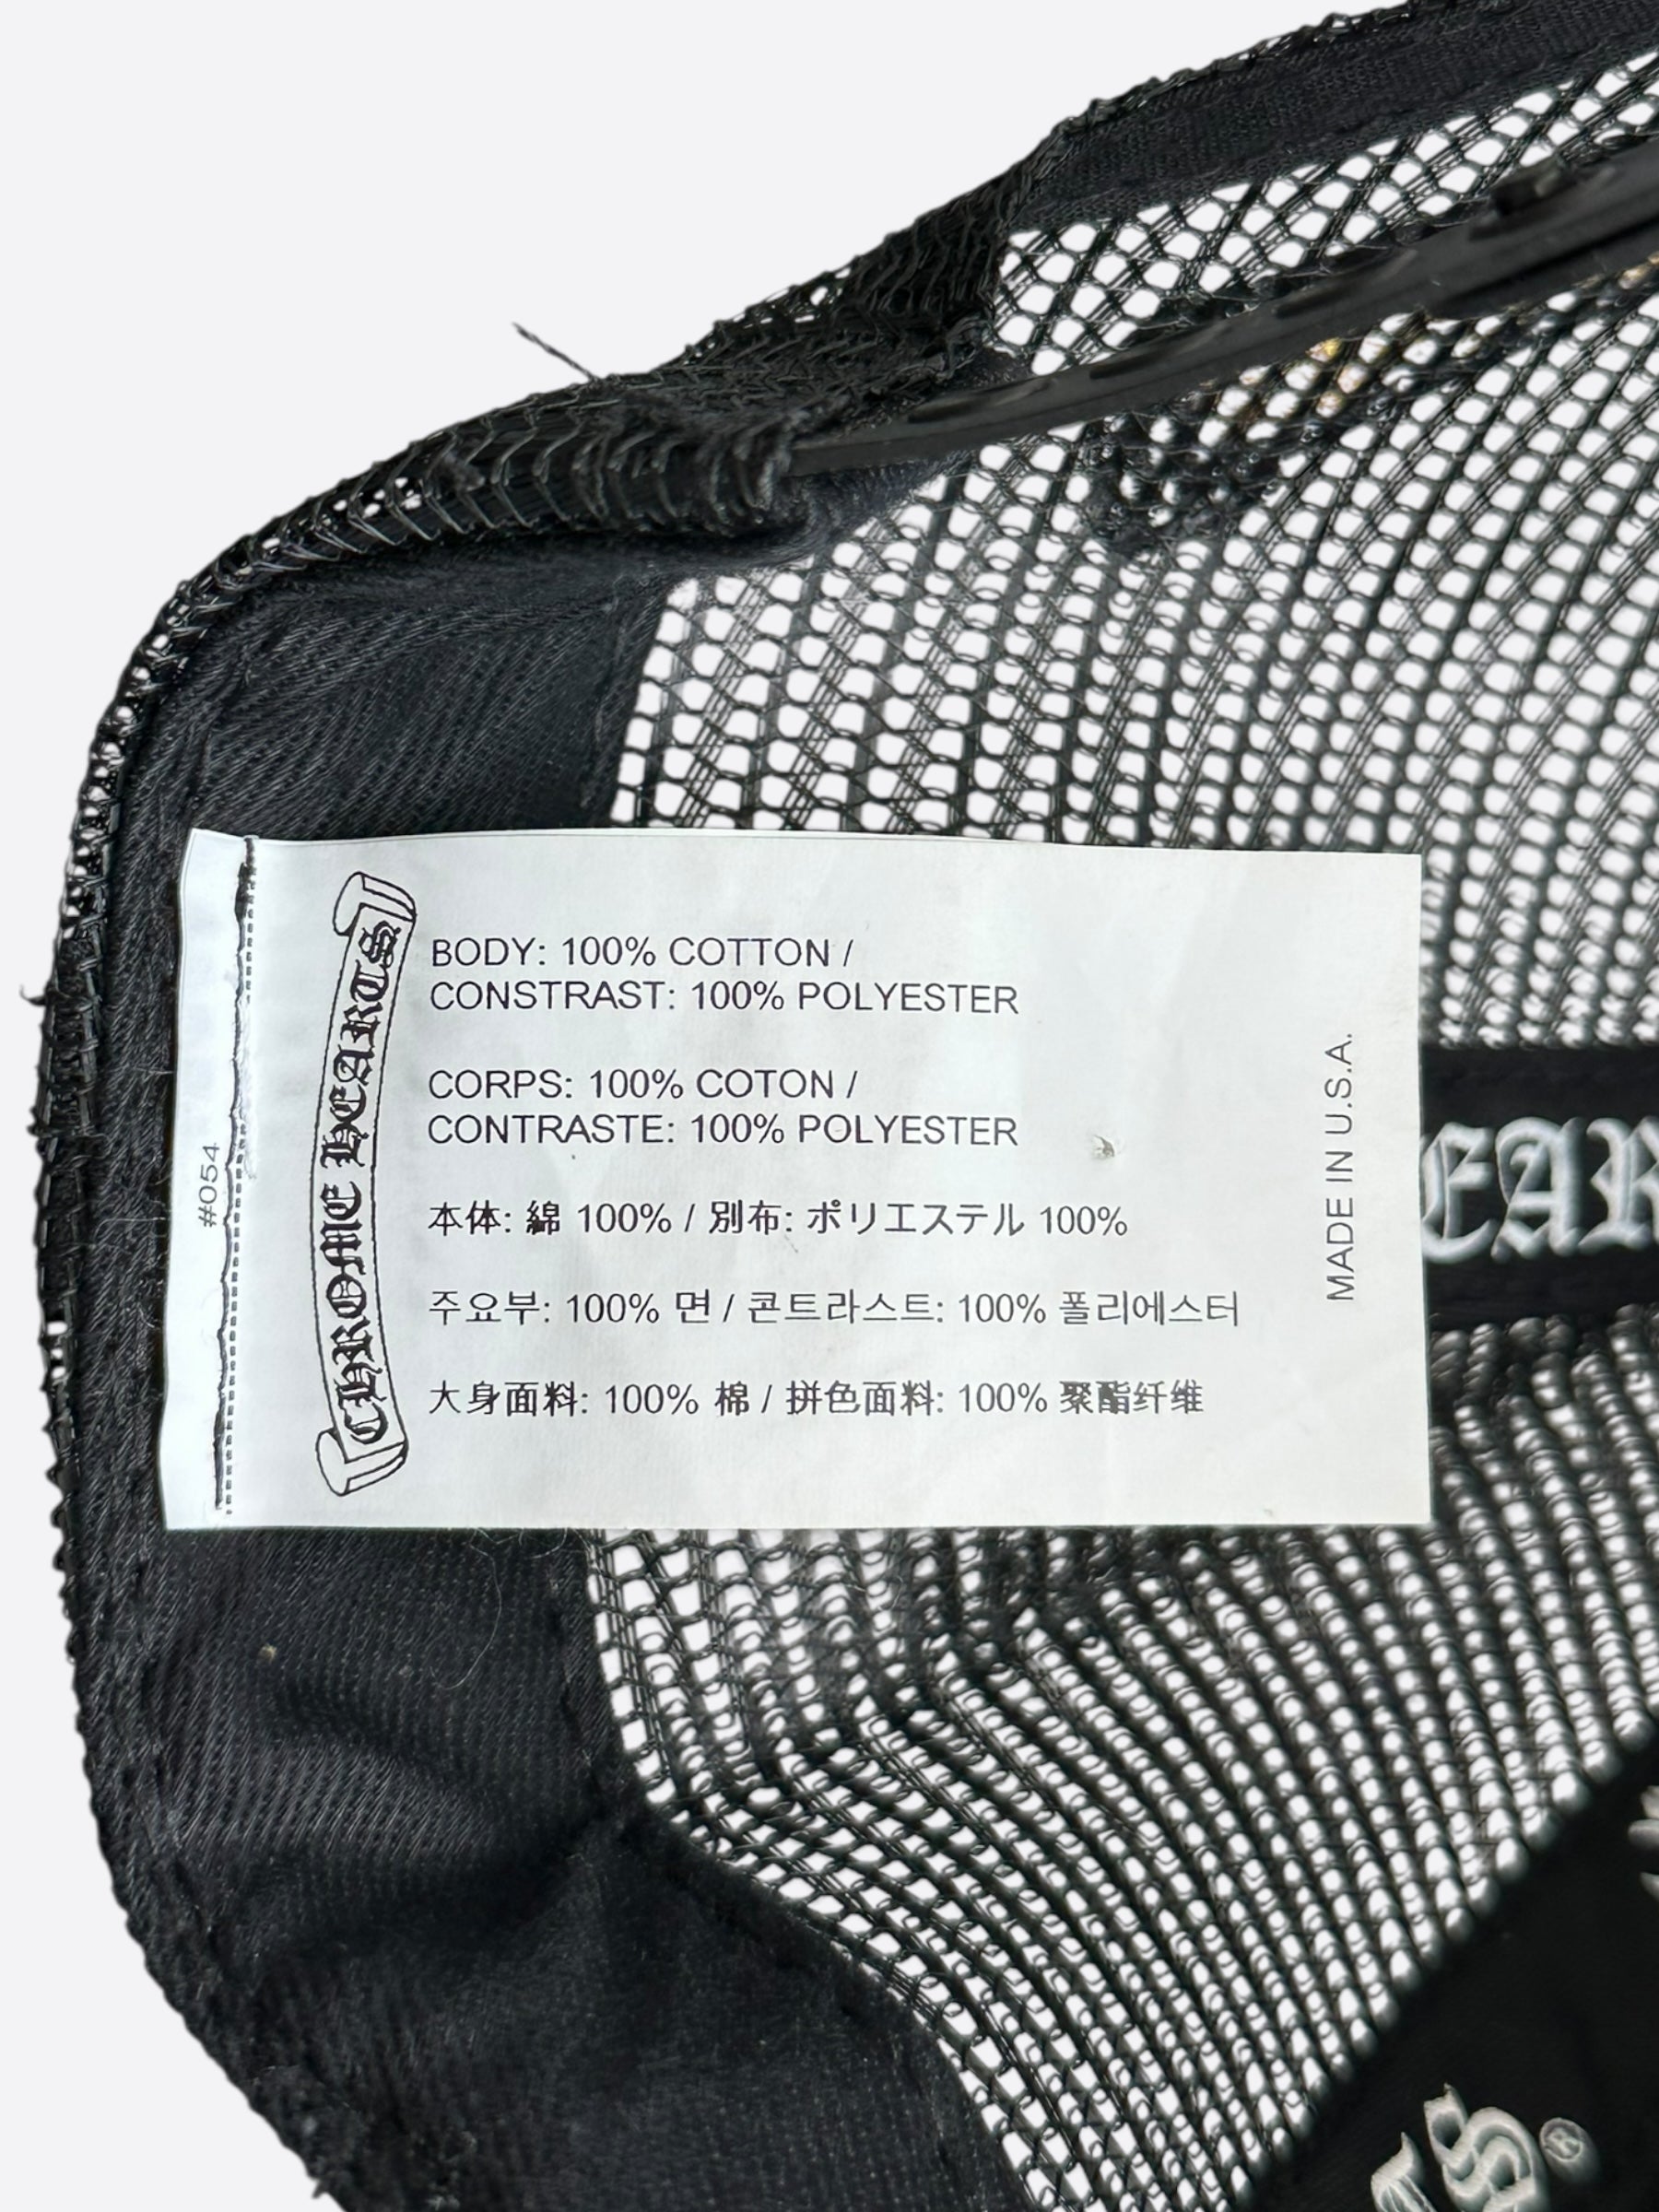 #054
CHROME HEARTS
BODY: 100% COTTON /
CONSTRAST: 100% POLYESTER
CORPS: 100% COTON /
CONTRASTE: 100% POLYESTER
本体: 綿 100% / 別布: ポリエステル 100%
주요부: 100% 면 / 콘트라스트: 100% 폴리에스터
大身面料: 100% 棉 / 拼色面料: 100% 聚酯纤维
MADE IN U.S.A.
EAR
TS®